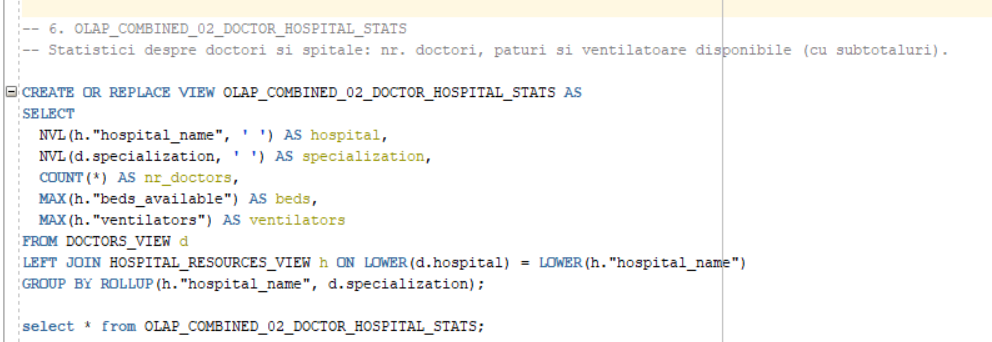 -- 6. OLAP_COMBINED_02_DOCTOR_HOSPITAL_STATS
-- Statistici despre doctori si spitale: nr. doctori, paturi si ventilatoare disponibile (cu subtotaluri).
CREATE OR REPLACE VIEW OLAP_COMBINED_02_DOCTOR_HOSPITAL_STATS AS
SELECT
NVL(h."hospital_name", ' ') AS hospital,
NVL(d.specialization, ' ') AS specialization,
COUNT(*) AS nr_doctors,
MAX(h."beds_available") AS beds,
MAX(h."ventilators") AS ventilators
FROM DOCTORS_VIEW d
LEFT JOIN HOSPITAL_RESOURCES_VIEW h ON LOWER(d.hospital) = LOWER(h."hospital_name")
GROUP BY ROLLUP(h."hospital_name", d.specialization);
select * from OLAP_COMBINED_02_DOCTOR_HOSPITAL_STATS;